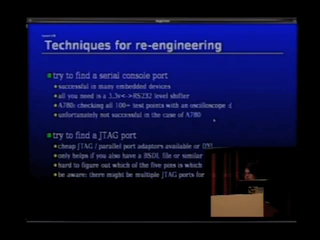 Techniques for re-engineering
try to find a serial console port
successful in many embedded devices
all you need is a 3.3v<->RS232 level shifter
A780: checking all 100+ test points with an oscilloscope :(
unfortunately not successful in the case of A780
try to find a JTAG port
cheap JTAG / parallel port adaptors available or
only helps if you also have a BSDL file or similar
hard to figure out which of the five pins is which
be aware: there might be multiple JTAG ports for